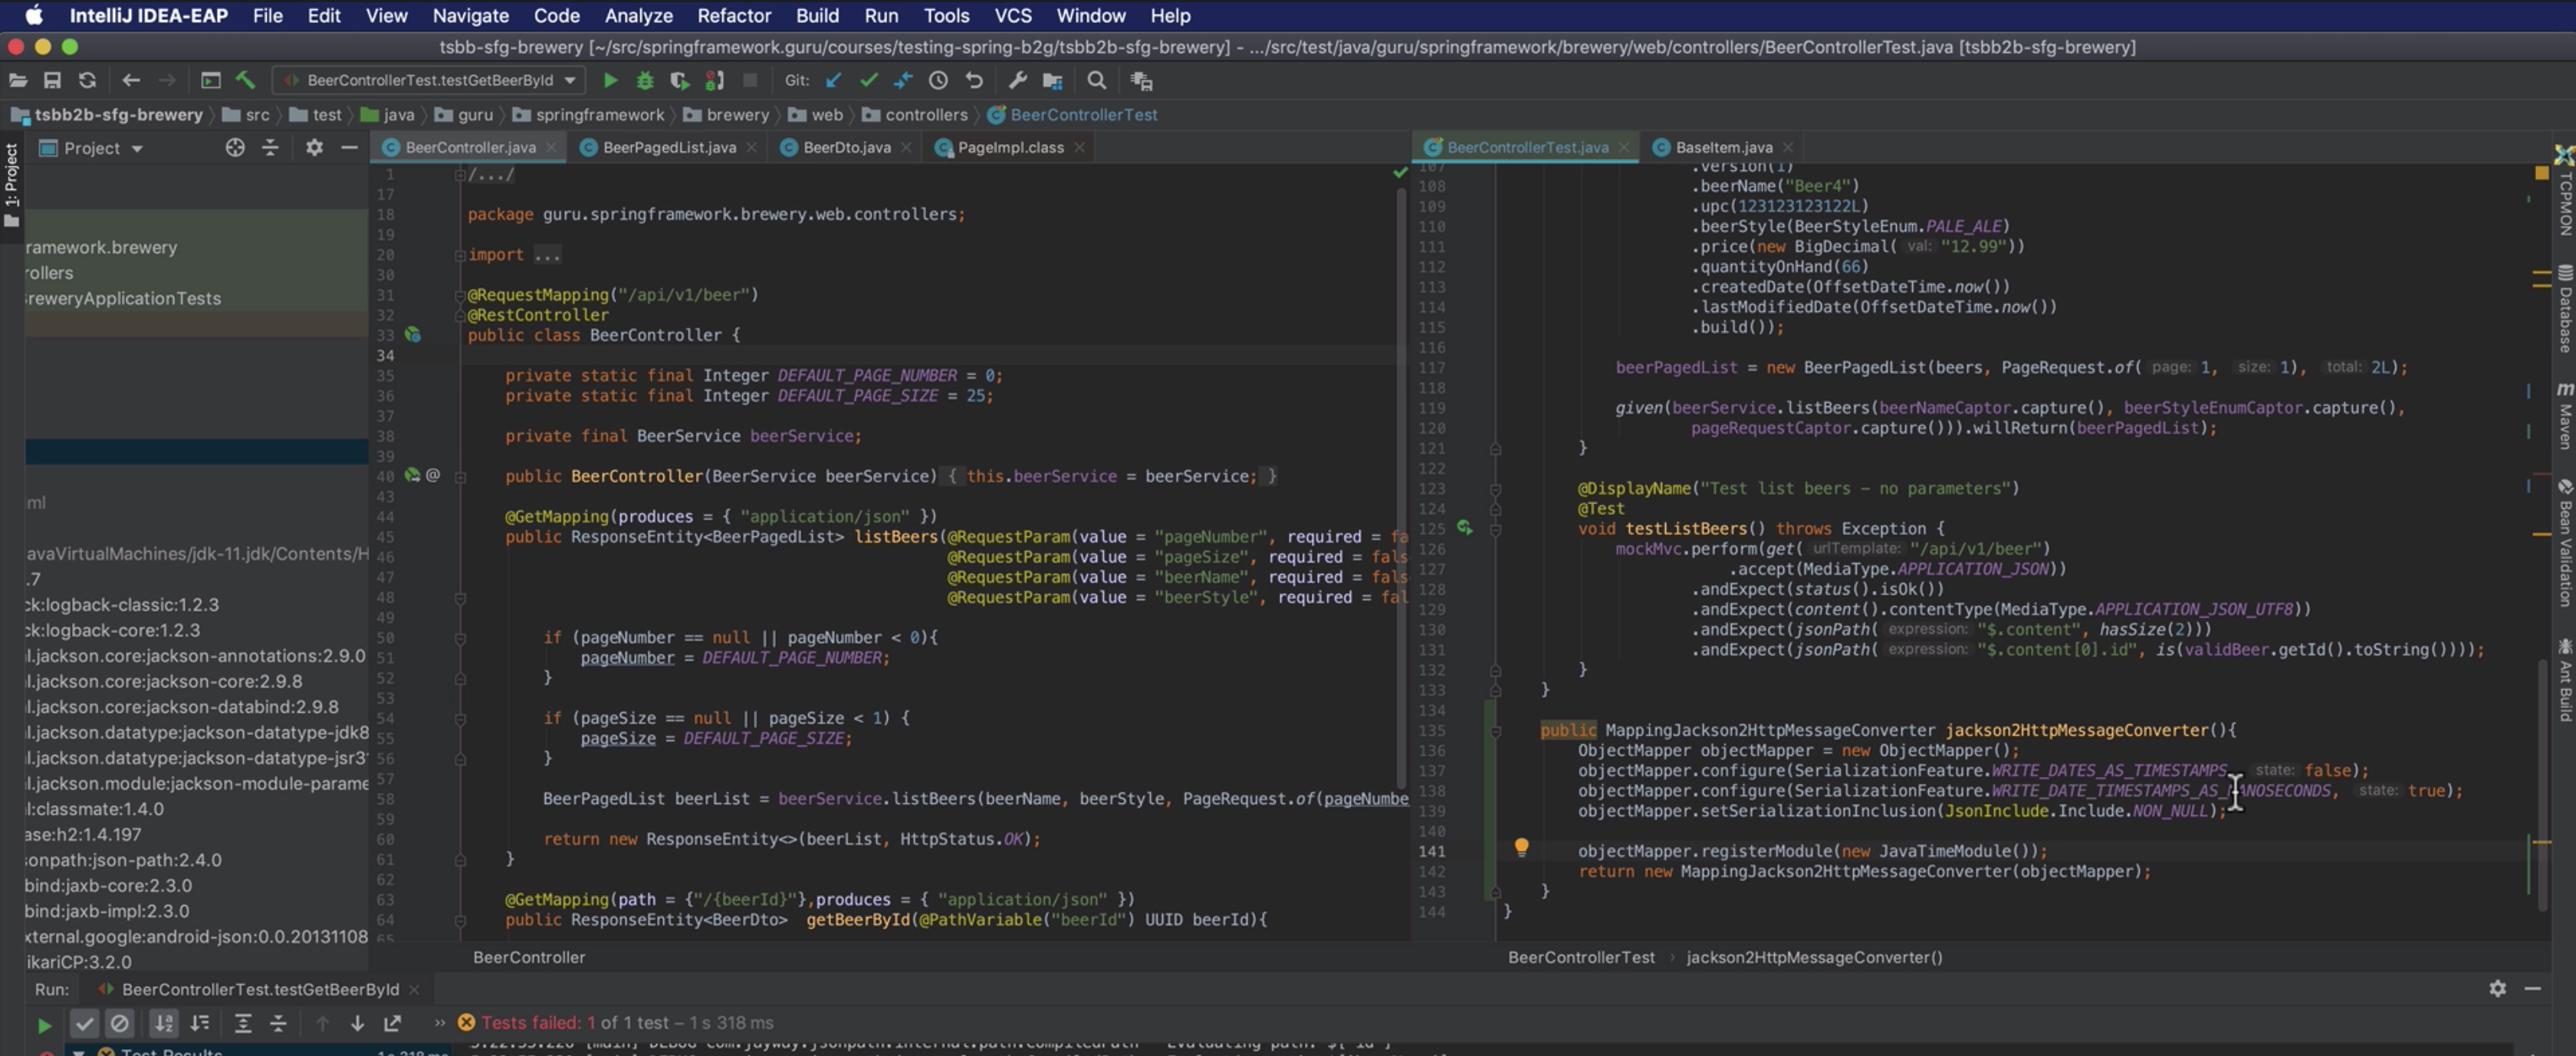 IntelliJ IDEA-EAP File Edit View Navigate Code Analyze Refactor Build Run Tools VCS Window Help
tsbb-sfg-brewery [~/src/springframework.guru/courses/testing-spring-b2g/tsbb2b-sfg-brewery] - .../src/test/java/guru/springframework/brewery/web/controllers/BeerControllerTest.java [tsbb2b-sfg-brewery]
BeerControllerTest.testGetBeerById Git:
tsbb2b-sfg-brewery src test java guru springframework brewery web controllers BeerControllerTest
1: Project
Project
ramework.brewery
rollers
reweryApplicationTests
ml
avaVirtualMachines/jdk-11.jdk/Contents/H
.7
ck:logback-classic:1.2.3
ck:logback-core:1.2.3
l.jackson.core:jackson-annotations:2.9.0
l.jackson.core:jackson-core:2.9.8
l.jackson.core:jackson-databind:2.9.8
l.jackson.datatype:jackson-datatype-jdk8
l.jackson.datatype:jackson-datatype-jsr3
l.jackson.module:jackson-module-parame
l:classmate:1.4.0
ase:h2:1.4.197
sonpath:json-path:2.4.0
bind:jaxb-core:2.3.0
bind:jaxb-impl:2.3.0
xternal.google:android-json:0.0.20131108
ikariCP:3.2.0
BeerController.java BeerPagedList.java BeerDto.java PageImpl.class
1 /.../
17
18 package guru.springframework.brewery.web.controllers;
19
20 import ...
30
31 @RequestMapping("/api/v1/beer")
32 @RestController
33 public class BeerController {
34
35 private static final Integer DEFAULT_PAGE_NUMBER = 0;
36 private static final Integer DEFAULT_PAGE_SIZE = 25;
37
38 private final BeerService beerService;
39
40 @ public BeerController(BeerService beerService) { this.beerService = beerService; }
43
44 @GetMapping(produces = { "application/json" })
45 public ResponseEntity<BeerPagedList> listBeers(@RequestParam(value = "pageNumber", required = fa
46 @RequestParam(value = "pageSize", required = fals
47 @RequestParam(value = "beerName", required = fals
48 @RequestParam(value = "beerStyle", required = fal
49
50 if (pageNumber == null || pageNumber < 0){
51 pageNumber = DEFAULT_PAGE_NUMBER;
52 }
53
54 if (pageSize == null || pageSize < 1) {
55 pageSize = DEFAULT_PAGE_SIZE;
56 }
57
58 BeerPagedList beerList = beerService.listBeers(beerName, beerStyle, PageRequest.of(pageNumbe
59
60 return new ResponseEntity<>(beerList, HttpStatus.OK);
61 }
62
63 @GetMapping(path = {"/{beerId}"},produces = { "application/json" })
64 public ResponseEntity<BeerDto> getBeerById(@PathVariable("beerId") UUID beerId){
65
BeerController
BeerControllerTest.java BaseItem.java
107 .version(1)
108 .beerName("Beer4")
109 .upc(123123123122L)
110 .beerStyle(BeerStyleEnum.PALE_ALE)
111 .price(new BigDecimal( val: "12.99"))
112 .quantityOnHand(66)
113 .createdDate(OffsetDateTime.now())
114 .lastModifiedDate(OffsetDateTime.now())
115 .build());
116
117 beerPagedList = new BeerPagedList(beers, PageRequest.of( page: 1, size: 1), total: 2L);
118
119 given(beerService.listBeers(beerNameCaptor.capture(), beerStyleEnumCaptor.capture(),
120 pageRequestCaptor.capture())).willReturn(beerPagedList);
121 }
122
123 @DisplayName("Test list beers - no parameters")
124 @Test
125 void testListBeers() throws Exception {
126 mockMvc.perform(get( urlTemplate: "/api/v1/beer")
127 .accept(MediaType.APPLICATION_JSON))
128 .andExpect(status().isOk())
129 .andExpect(content().contentType(MediaType.APPLICATION_JSON_UTF8))
130 .andExpect(jsonPath( expression: "$.content", hasSize(2)))
131 .andExpect(jsonPath( expression: "$.content[0].id", is(validBeer.getId().toString())));
132 }
133 }
134
135 public MappingJackson2HttpMessageConverter jackson2HttpMessageConverter(){
136 ObjectMapper objectMapper = new ObjectMapper();
137 objectMapper.configure(SerializationFeature.WRITE_DATES_AS_TIMESTAMPS, state: false);
138 objectMapper.configure(SerializationFeature.WRITE_DATE_TIMESTAMPS_AS_NANOSECONDS, state: true);
139 objectMapper.setSerializationInclusion(JsonInclude.Include.NON_NULL);
140
141 objectMapper.registerModule(new JavaTimeModule());
142 return new MappingJackson2HttpMessageConverter(objectMapper);
143 }
144 }
BeerControllerTest jackson2HttpMessageConverter()
TCPMON
Database
m Maven
Bean Validation
Ant Build
Run: BeerControllerTest.testGetBeerById
Tests failed: 1 of 1 test – 1 s 318 ms
Test Results 1 s 318 ms